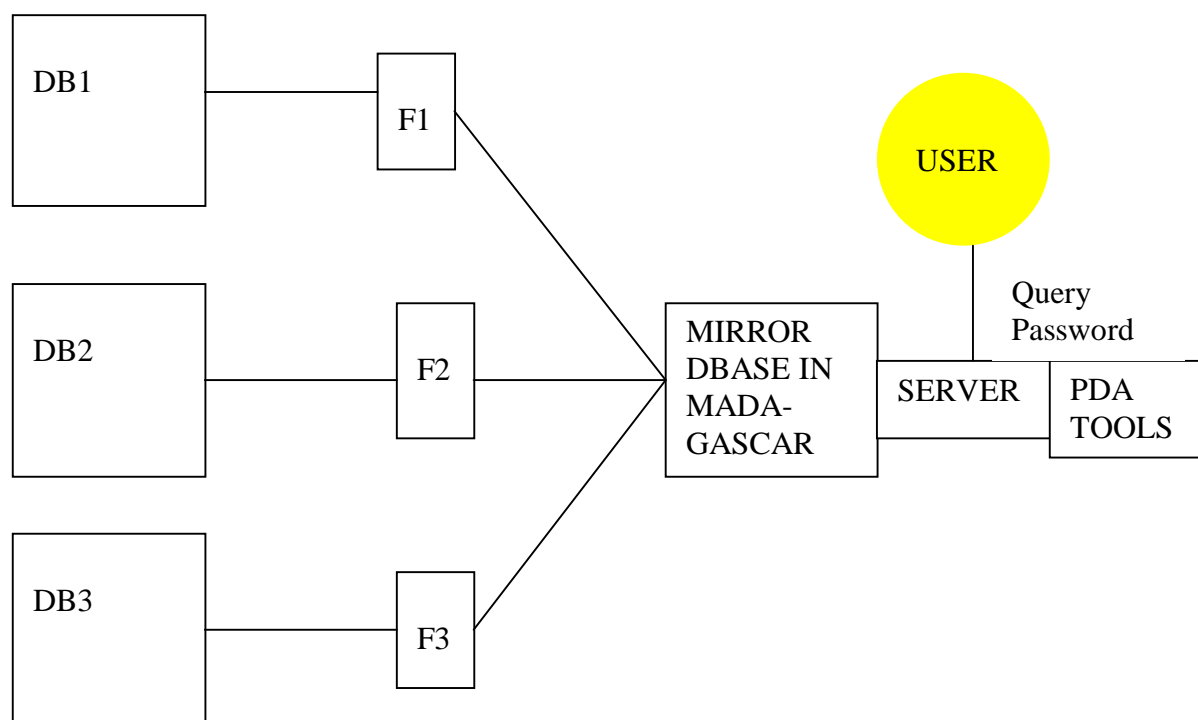 DB1
F1
USER
DB2
F2
MIRROR
DBASE IN
MADA-
GASCAR
Query
Password
SERVER
PDA
TOOLS
DB3
F3